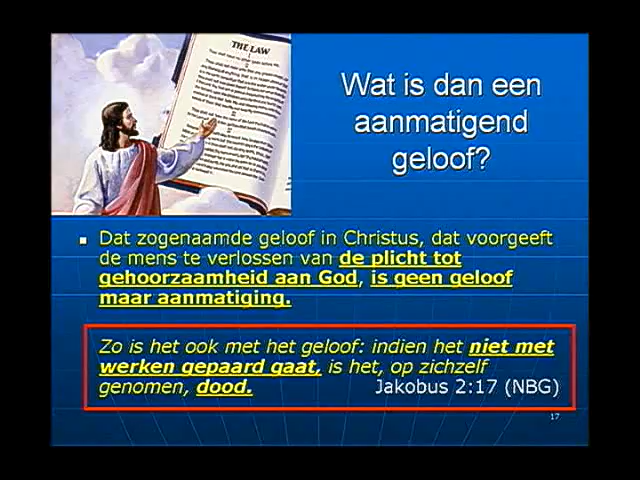 THE LAW
Wat is dan een
aanmatigend
geloof?
Dat zogenaamde geloof in Christus, dat voorgeeft
de mens te verlossen van de plicht tot
gehoorzaamheid aan God, is geen geloof
maar aanmatiging.
Zo is het ook met het geloof: indien het niet met
werken gepaard gaat, is het, op zichzelf
genomen, dood. Jakobus 2:17 (NBG)
17